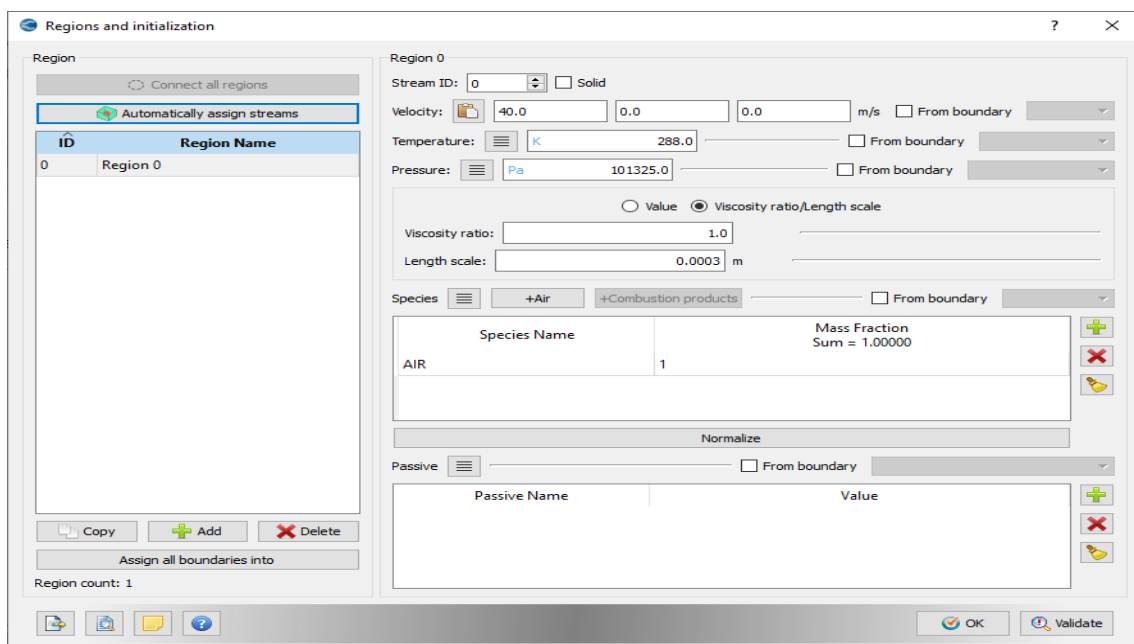 Regions and initialization
?
Region
Connect all regions
Automatically assign streams
ID Region Name
0 Region 0
Copy Add Delete
Assign all boundaries into
Region count: 1
Region 0
Stream ID: 0 Solid
Velocity: 40.0 0.0 0.0 m/s From boundary
Temperature: K 288.0 From boundary
Pressure: Pa 101325.0 From boundary
Value Viscosity ratio/Length scale
Viscosity ratio: 1.0
Length scale: 0.0003 m
Species +Air +Combustion products From boundary
Species Name Mass Fraction
Sum = 1.00000
AIR 1
Normalize
Passive From boundary
Passive Name Value
OK Validate